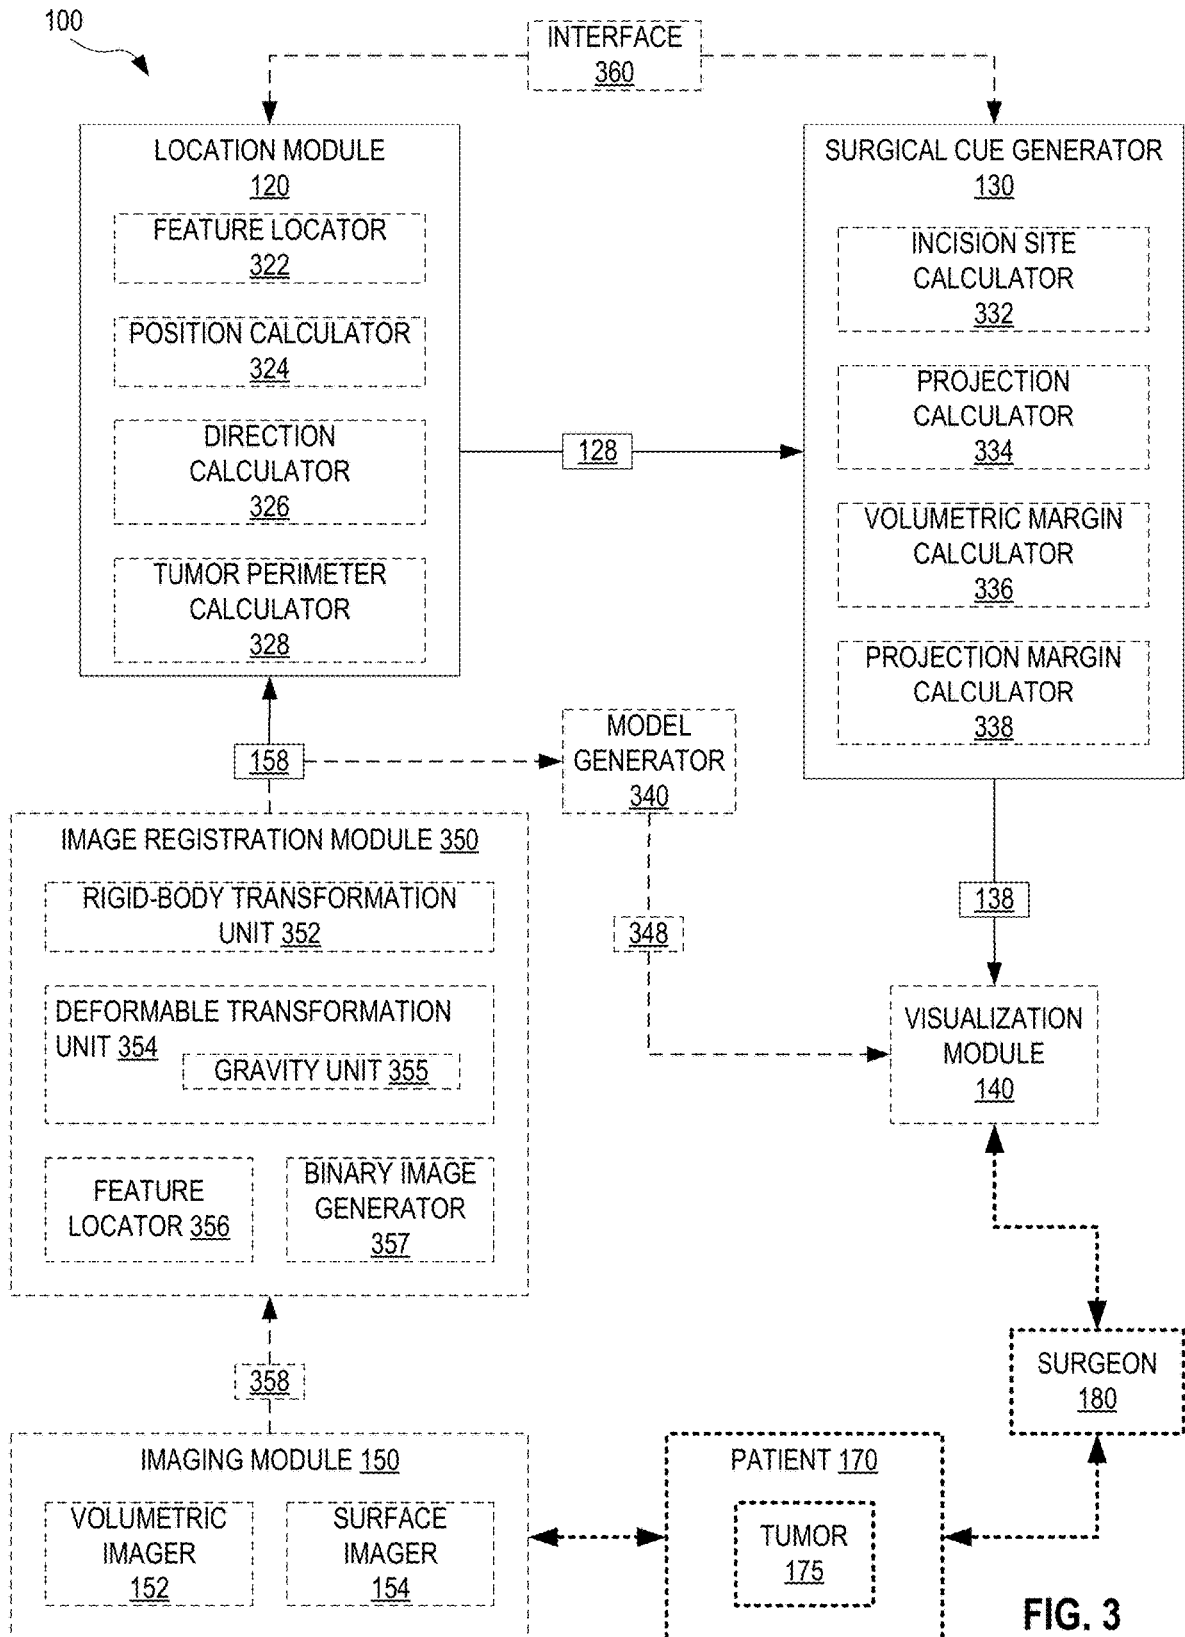 100
INTERFACE
360
LOCATION MODULE
120
FEATURE LOCATOR
322
POSITION CALCULATOR
324
DIRECTION
CALCULATOR
326
TUMOR PERIMETER
CALCULATOR
328
128
SURGICAL CUE GENERATOR
130
INCISION SITE
CALCULATOR
332
PROJECTION
CALCULATOR
334
VOLUMETRIC MARGIN
CALCULATOR
336
PROJECTION MARGIN
CALCULATOR
338
158
MODEL
GENERATOR
340
IMAGE REGISTRATION MODULE 350
RIGID-BODY TRANSFORMATION
UNIT 352
DEFORMABLE TRANSFORMATION
UNIT 354
GRAVITY UNIT 355
FEATURE
LOCATOR 356
BINARY IMAGE
GENERATOR
357
348
138
VISUALIZATION
MODULE
140
358
SURGEON
180
IMAGING MODULE 150
VOLUMETRIC
IMAGER
152
SURFACE
IMAGER
154
PATIENT 170
TUMOR
175
FIG. 3